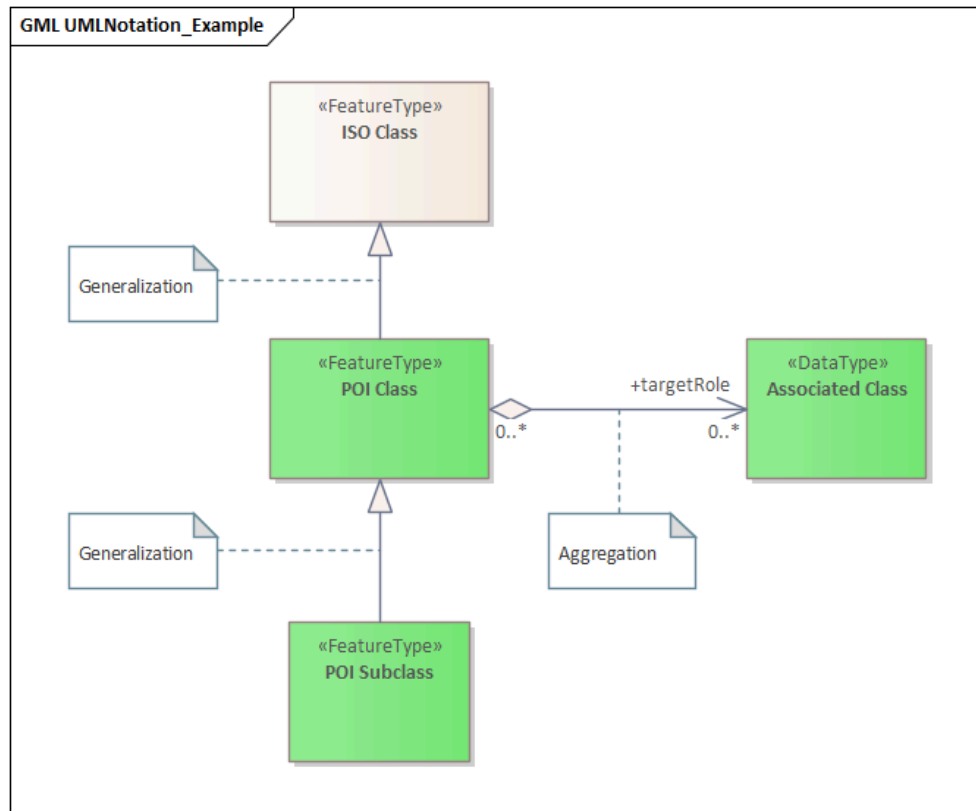 GML UMLNotation_Example
«FeatureType»
ISO Class
Generalization
«FeatureType»
POI Class
+targetRole
0..*
0..*
«DataType»
Associated Class
Generalization
Aggregation
«FeatureType»
POI Subclass